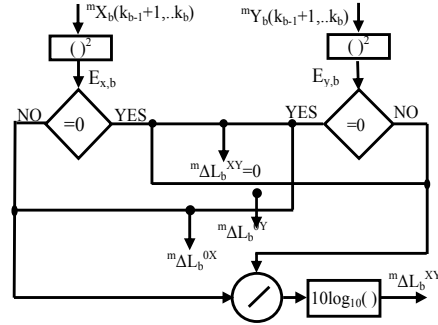 ᵐX_b(k_{b-1}+1,..k_b) ᵐY_b(k_{b-1}+1,..k_b)
( )² ( )²
E_{x,b} E_{y,b}
NO YES YES NO
=0 =0
ᵐΔL_b^{XY}=0
ᵐΔL_b^{0Y}
ᵐΔL_b^{0X}
10log₁₀( ) ᵐΔL_b^{XY}